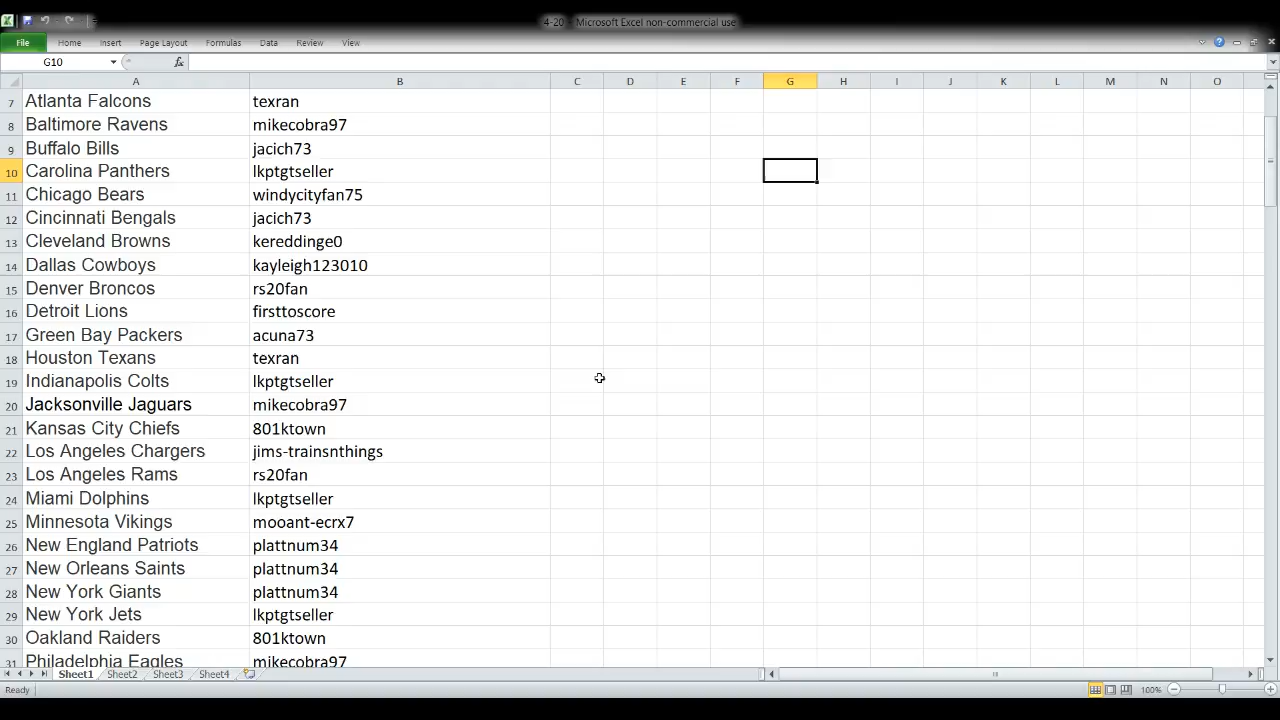 4-20 - Microsoft Excel non-commercial use
File Home Insert Page Layout Formulas Data Review View
G10 fx
A B C D E F G H I J K L M N O
7 Atlanta Falcons texran
8 Baltimore Ravens mikecobra97
9 Buffalo Bills jacich73
10 Carolina Panthers lkptgtseller
11 Chicago Bears windycityfan75
12 Cincinnati Bengals jacich73
13 Cleveland Browns kereddinge0
14 Dallas Cowboys kayleigh123010
15 Denver Broncos rs20fan
16 Detroit Lions firsttoscore
17 Green Bay Packers acuna73
18 Houston Texans texran
19 Indianapolis Colts lkptgtseller
20 Jacksonville Jaguars mikecobra97
21 Kansas City Chiefs 801ktown
22 Los Angeles Chargers jims-trainsnthings
23 Los Angeles Rams rs20fan
24 Miami Dolphins lkptgtseller
25 Minnesota Vikings mooant-ecrx7
26 New England Patriots plattnum34
27 New Orleans Saints plattnum34
28 New York Giants plattnum34
29 New York Jets lkptgtseller
30 Oakland Raiders 801ktown
31 Philadelphia Eagles mikecobra97
Sheet1 Sheet2 Sheet3 Sheet4
Ready 100%